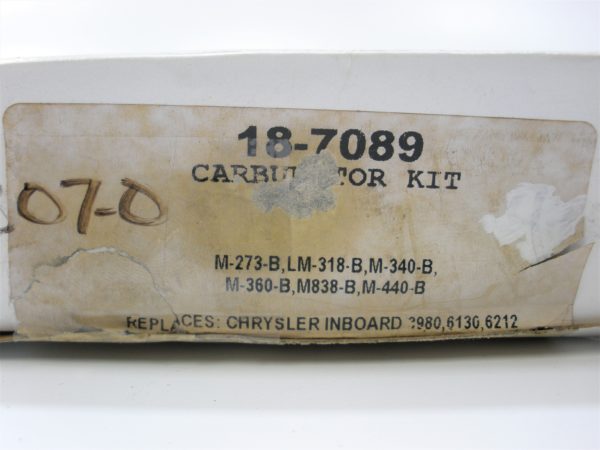 18-7089
CARBU TOR KIT
07-0
M-273-B,LM-318-B,M-340-B,
M-360-B,M838-B,M-440-B
REPLACES: CHRYSLER INBOARD 3980,6130,6212